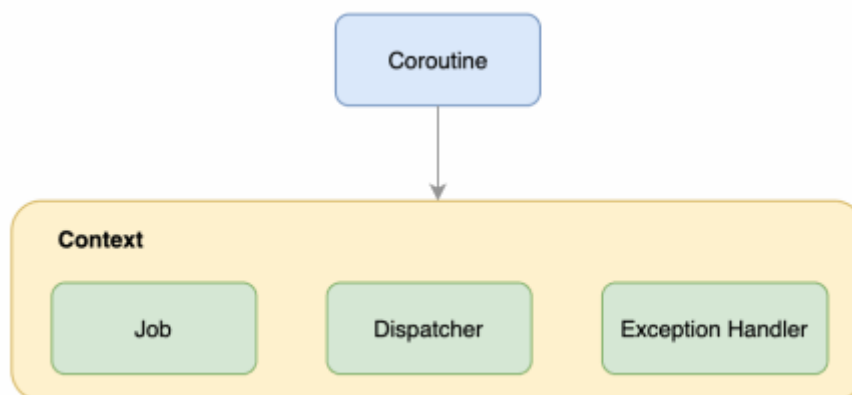 Coroutine
Context
Job
Dispatcher
Exception Handler